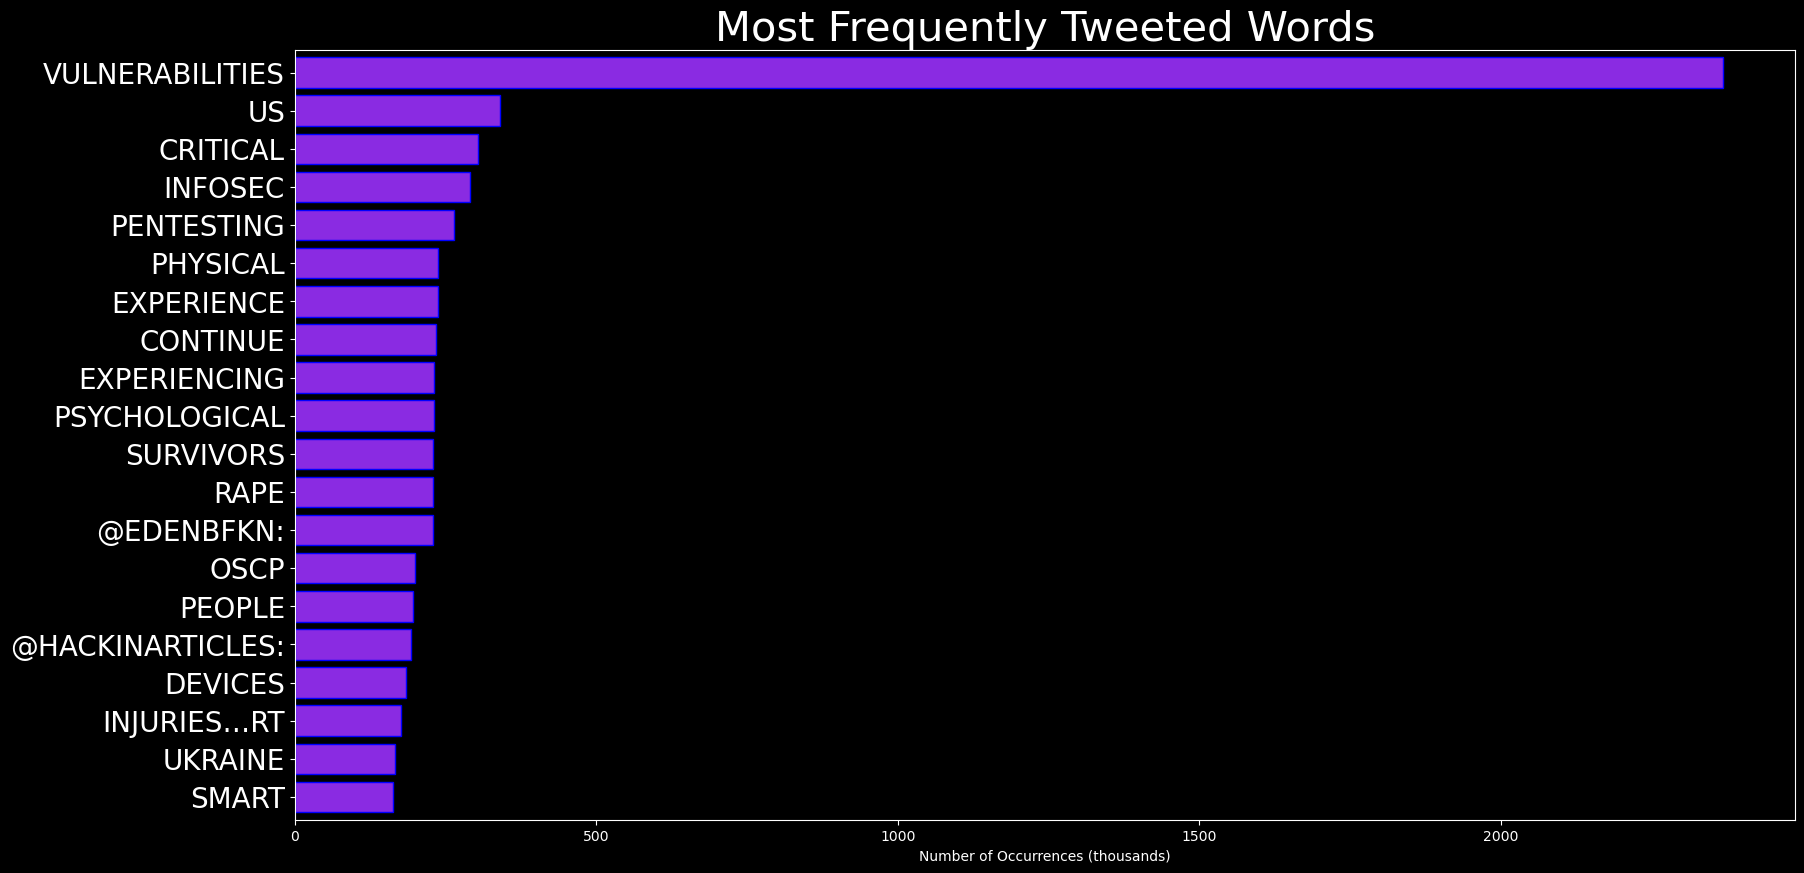 Most Frequently Tweeted Words
VULNERABILITIES
US
CRITICAL
INFOSEC
PENTESTING
PHYSICAL
EXPERIENCE
CONTINUE
EXPERIENCING
PSYCHOLOGICAL
SURVIVORS
RAPE
@EDENBFKN:
OSCP
PEOPLE
@HACKINARTICLES:
DEVICES
INJURIES…RT
UKRAINE
SMART
0 500 1000 1500 2000
Number of Occurrences (thousands)